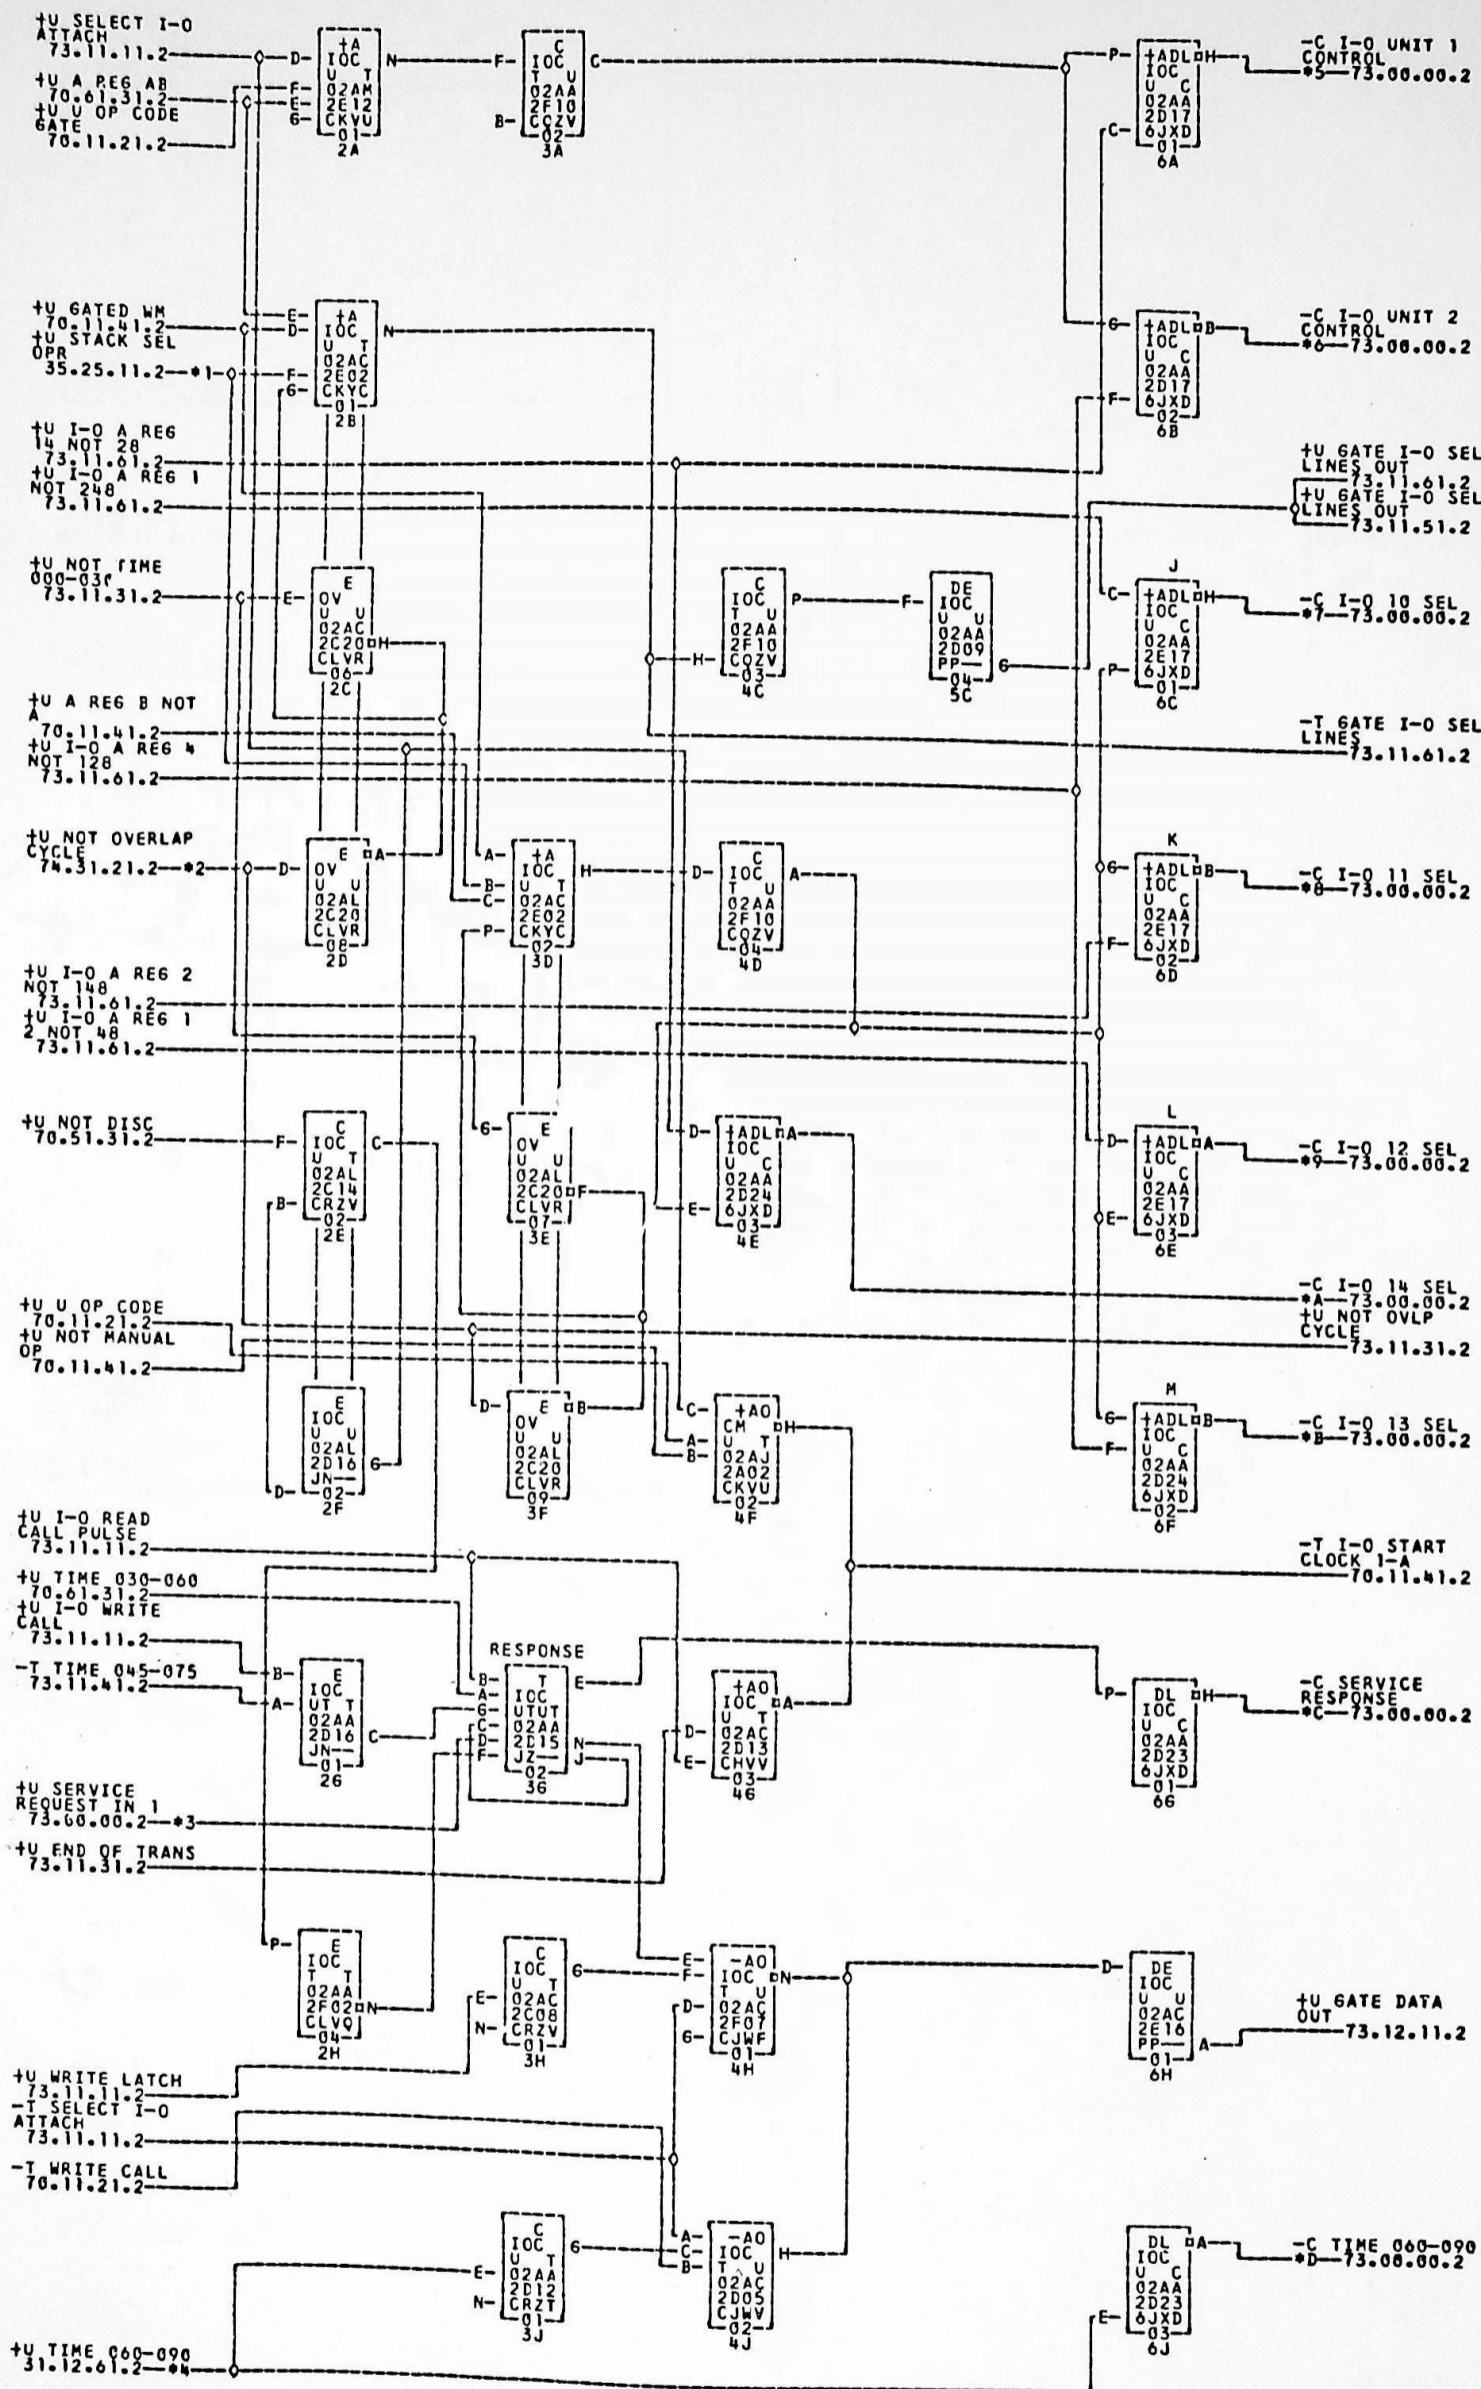 +U SELECT I-O
ATTACH
73.11.11.2
+U A REG AB
70.61.31.2
+U U OP CODE
GATE
70.11.21.2
D-
F-
E-
G-
+A
IOC
U T
02AM
2E12
CKVU
01
2A
N
F-
B-
C
IOC
T U
02AA
2F10
CQZV
02
3A
C
P-
C-
+ADL
IOC
U C
02AA
2D17
6JXD
01
6A
H
-C I-O UNIT 1
CONTROL
*5-73.00.00.2
+U GATED WM
70.11.41.2
+U STACK SEL
OPR
35.25.11.2--*1
E-
D-
F-
G-
+A
IOC
U T
02AC
2E02
CKYC
01
2B
N
G-
F-
+ADL
IOC
U C
02AA
2D17
6JXD
02
6B
B
-C I-O UNIT 2
CONTROL
*6-73.00.00.2
+U I-O A REG
14 NOT 28
73.11.61.2
+U I-O A REG 1
NOT 248
73.11.61.2
+U GATE I-O SEL
LINES OUT
73.11.61.2
+U GATE I-O SEL
LINES OUT
73.11.51.2
+U NOT TIME
000-030
73.11.31.2
E-
E
OV
U U
02AC
2C20
CLVR
06
2C
H
H-
C
IOC
T U
02AA
2F10
CQZV
03
4C
P
F-
DE
IOC
U U
02AA
2D09
PP--
04
5C
G
J
C-
P-
+ADL
IOC
U C
02AA
2E17
6JXD
01
6C
H
-C I-O 10 SEL
*7-73.00.00.2
+U A REG B NOT
A
70.11.41.2
+U I-O A REG 4
NOT 128
73.11.61.2
-T GATE I-O SEL
LINES
73.11.61.2
+U NOT OVERLAP
CYCLE
74.31.21.2--*2
D-
E
OV
U U
02AL
2C20
CLVR
08
2D
A
A-
B-
C-
P-
+A
IOC
U T
02AC
2E02
CKYC
02
3D
H
D-
C
IOC
T U
02AA
2F10
CQZV
04
4D
A
K
G-
F-
+ADL
IOC
U C
02AA
2E17
6JXD
02
6D
B
-C I-O 11 SEL
*8-73.00.00.2
+U I-O A REG 2
NOT 148
73.11.61.2
+U I-O A REG 1
2 NOT 48
73.11.61.2
+U NOT DISC
70.51.31.2
F-
B-
C
IOC
U T
02AL
2C14
CRZV
02
2E
C
G-
E
OV
U U
02AL
2C20
CLVR
07
3E
F
D-
E-
+ADL
IOC
U C
02AA
2D24
6JXD
03
4E
A
L
D-
E-
+ADL
IOC
U C
02AA
2E17
6JXD
03
6E
A
-C I-O 12 SEL
*9-73.00.00.2
-C I-O 14 SEL
*A-73.00.00.2
+U NOT OVLP
CYCLE
73.11.31.2
+U U OP CODE
70.11.21.2
+U NOT MANUAL
OP
70.11.41.2
D-
E
IOC
U U
02AL
2D16
JN--
02
2F
G
D-
E
OV
U U
02AL
2C20
CLVR
09
3F
B
C-
A-
B-
+AO
CM
U T
02AJ
2A02
CKVU
02
4F
H
M
G-
F-
+ADL
IOC
U C
02AA
2D24
6JXD
02
6F
B
-C I-O 13 SEL
*B-73.00.00.2
+U I-O READ
CALL PULSE
73.11.11.2
-T I-O START
CLOCK 1-A
70.11.41.2
+U TIME 030-060
70.61.31.2
+U I-O WRITE
CALL
73.11.11.2
-T TIME 045-075
73.11.41.2
B-
A-
E
IOC
UT T
02AA
2D16
JN--
01
2G
C
RESPONSE
B-
A-
G-
C-
D-
F-
T
IOC
UTUT
02AA
2D15
JZ--
02
3G
E
N
J
D-
E-
+AO
IOC
U T
02AC
2D13
CHVV
03
4G
A
P-
DL
IOC
U C
02AA
2D23
6JXD
01
6G
H
-C SERVICE
RESPONSE
*C-73.00.00.2
+U SERVICE
REQUEST IN 1
73.00.00.2--*3
+U END OF TRANS
73.11.31.2
P-
E
IOC
T T
02AA
2F02
CLVQ
04
2H
N
E-
N-
C
IOC
U T
02AC
2C08
CRZV
01
3H
G
E-
F-
D-
G-
-AO
IOC
T U
02AC
2F07
CJWF
01
4H
N
D-
DE
IOC
U U
02AC
2E16
PP--
01
6H
A
+U GATE DATA
OUT
73.12.11.2
+U WRITE LATCH
73.11.11.2
-T SELECT I-O
ATTACH
73.11.11.2
-T WRITE CALL
70.11.21.2
E-
N-
C
IOC
U T
02AA
2D12
CRZT
01
3J
G
A-
C-
B-
-AO
IOC
T U
02AC
2D05
CJWV
02
4J
H
E-
DL
IOC
U C
02AA
2D23
6JXD
03
6J
A
-C TIME 060-090
*D-73.00.00.2
+U TIME 060-090
31.12.61.2--*4